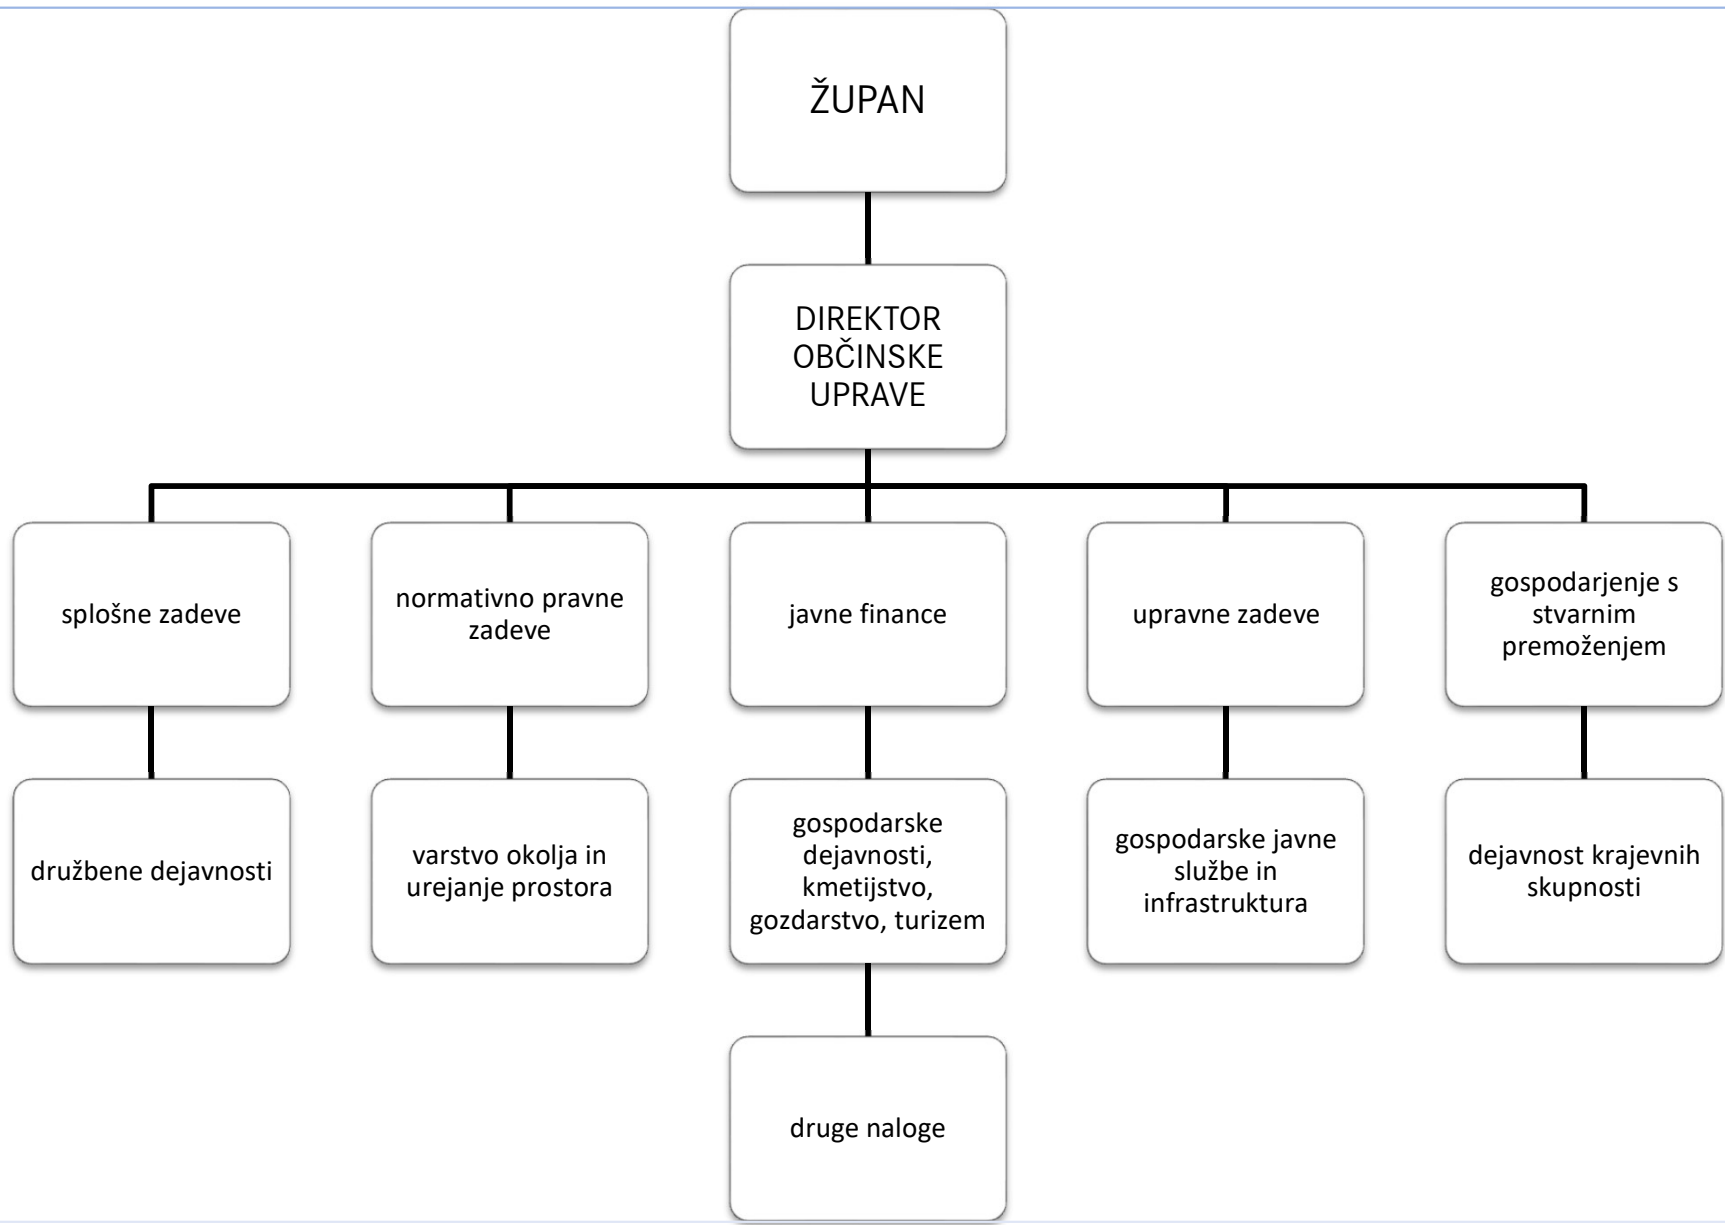 ŽUPAN
DIREKTOR
OBČINSKE
UPRAVE
splošne zadeve
normativno pravne
zadeve
javne finance
upravne zadeve
gospodarjenje s
stvarnim
premoženjem
družbene dejavnosti
varstvo okolja in
urejanje prostora
gospodarske
dejavnosti,
kmetijstvo,
gozdarstvo, turizem
gospodarske javne
službe in
infrastruktura
dejavnost krajevnih
skupnosti
druge naloge